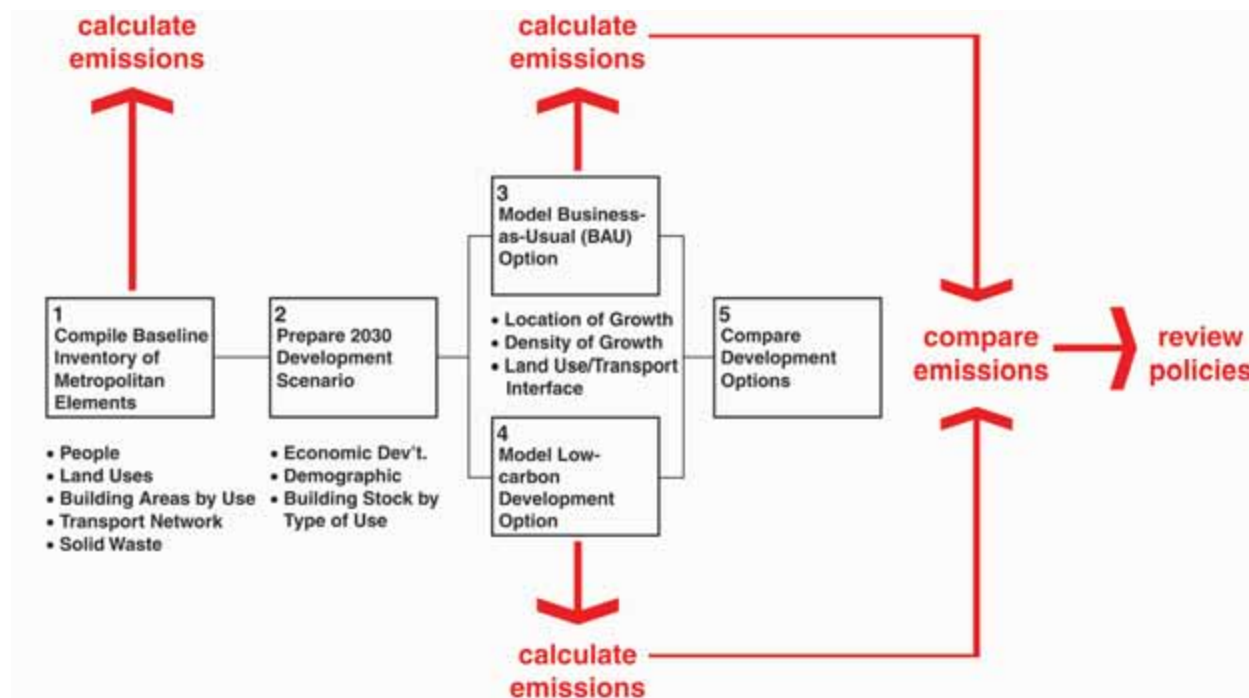 calculate
emissions
calculate
emissions
1
Compile Baseline
Inventory of
Metropolitan
Elements
• People
• Land Uses
• Building Areas by Use
• Transport Network
• Solid Waste
2
Prepare 2030
Development
Scenario
• Economic Dev't.
• Demographic
• Building Stock by
Type of Use
3
Model Business-
as-Usual (BAU)
Option
• Location of Growth
• Density of Growth
• Land Use/Transport
Interface
4
Model Low-
carbon
Development
Option
5
Compare
Development
Options
calculate
emissions
compare
emissions
review
policies